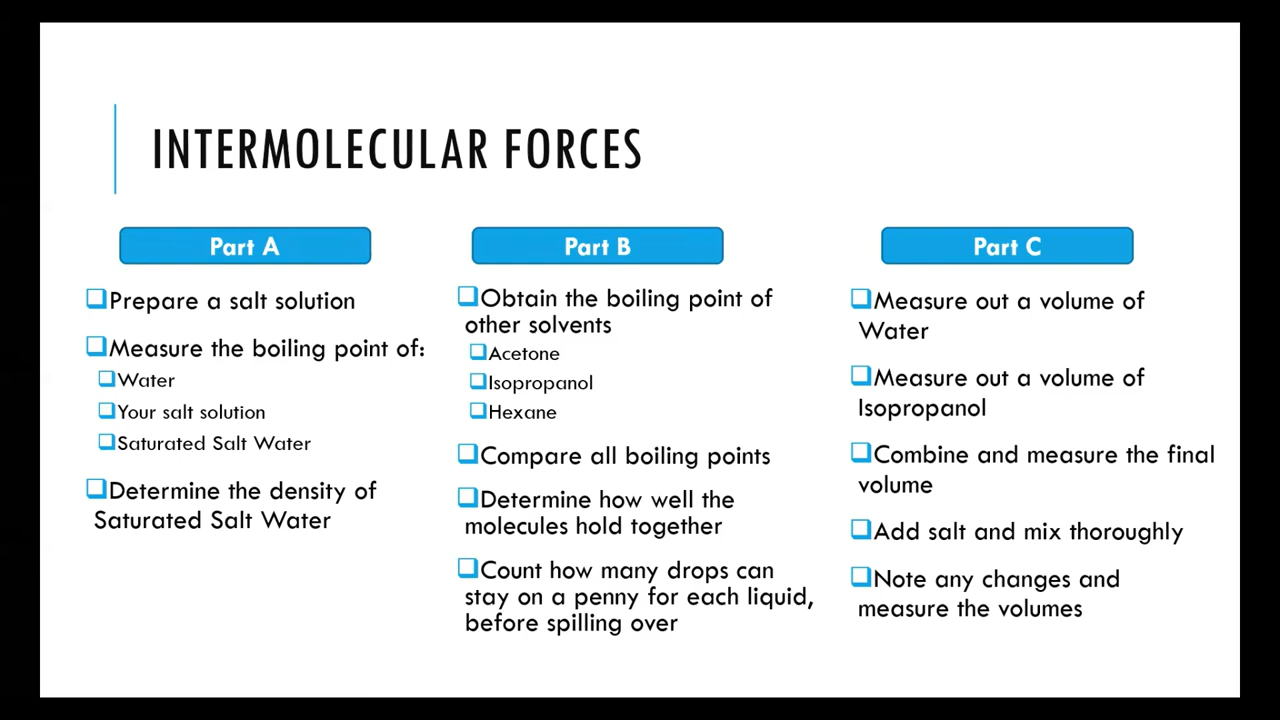 INTERMOLECULAR FORCES
Part A
Prepare a salt solution
Measure the boiling point of:
Water
Your salt solution
Saturated Salt Water
Determine the density of
Saturated Salt Water
Part B
Obtain the boiling point of
other solvents
Acetone
Isopropanol
Hexane
Compare all boiling points
Determine how well the
molecules hold together
Count how many drops can
stay on a penny for each liquid,
before spilling over
Part C
Measure out a volume of
Water
Measure out a volume of
Isopropanol
Combine and measure the final
volume
Add salt and mix thoroughly
Note any changes and
measure the volumes